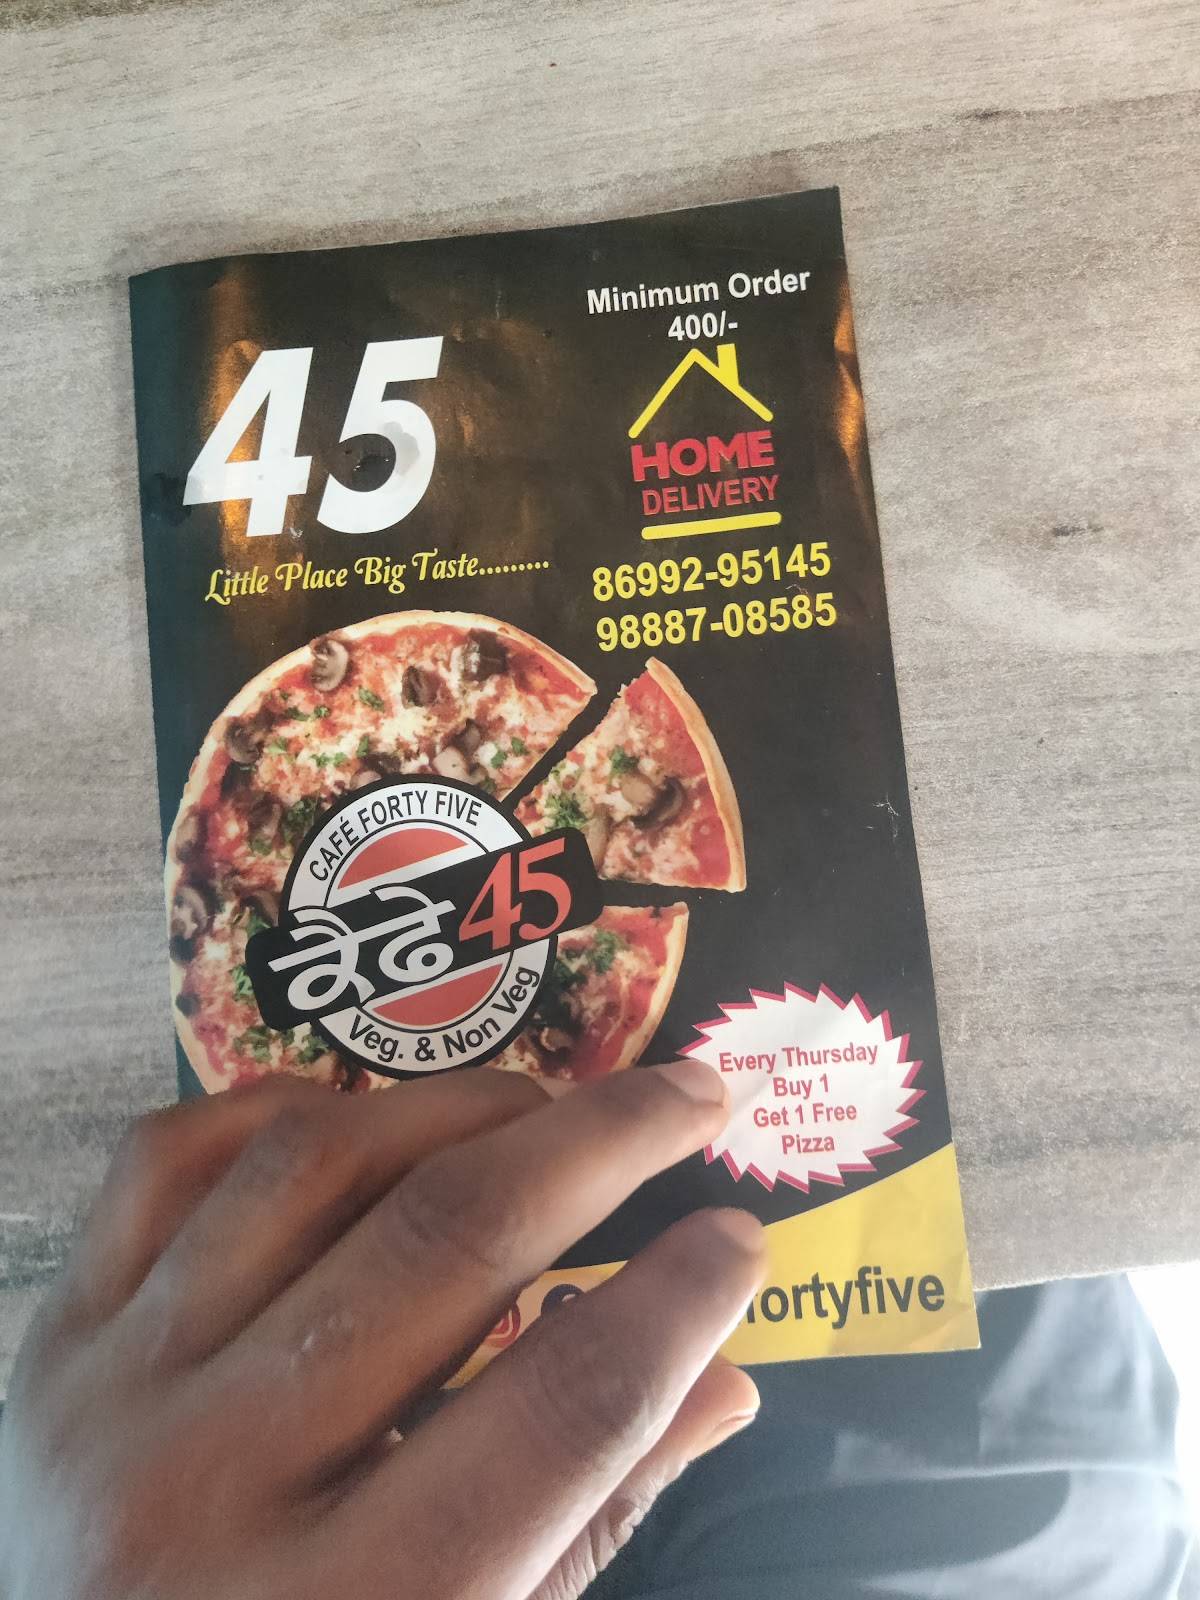 45
Little Place Big Taste.........
Minimum Order
400/-
HOME
DELIVERY
86992-95145
98887-08585
CAFÉ FORTY FIVE
ਕੈਫੇ 45
Veg. & Non Veg
Every Thursday
Buy 1
Get 1 Free
Pizza
fortyfive